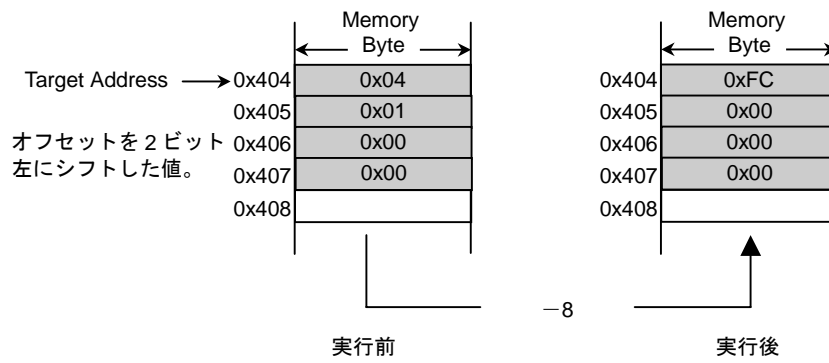 Memory
Byte
Target Address
0x404
0x04
0x405
0x01
オフセットを2ビット
左にシフトした値。
0x406
0x00
0x407
0x00
0x408
Memory
Byte
0x404
0xFC
0x405
0x00
0x406
0x00
0x407
0x00
0x408
－8
実行前
実行後